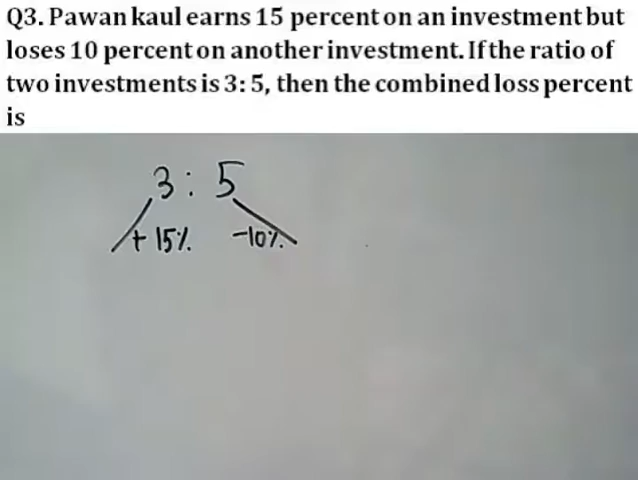 Q3. Pawan kaul earns 15 percent on an investment but
loses 10 percent on another investment. If the ratio of
two investments is 3: 5, then the combined loss percent
is
3 : 5
+ 15% -10%